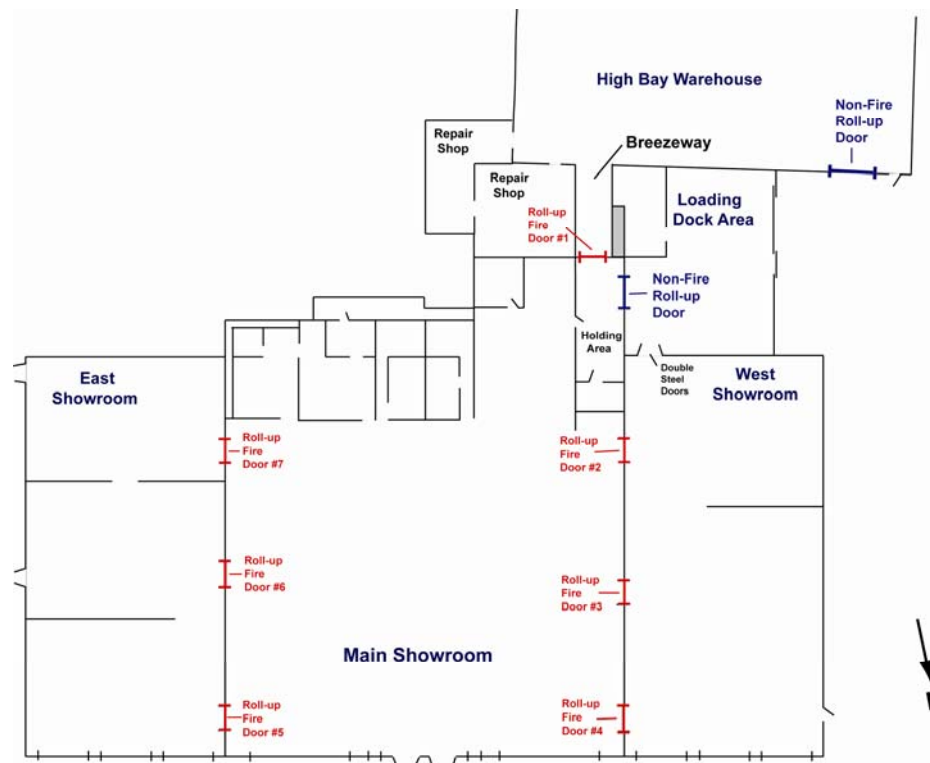 High Bay Warehouse
Non-Fire
Roll-up
Door
Repair
Shop
Breezeway
Repair
Shop
Loading
Dock Area
Roll-up
Fire
Door #1
Non-Fire
Roll-up
Door
Holding
Area
Double
Steel
Doors
East
Showroom
West
Showroom
Roll-up
Fire
Door #7
Roll-up
Fire
Door #2
Roll-up
Fire
Door #6
Roll-up
Fire
Door #3
Main Showroom
Roll-up
Fire
Door #5
Roll-up
Fire
Door #4